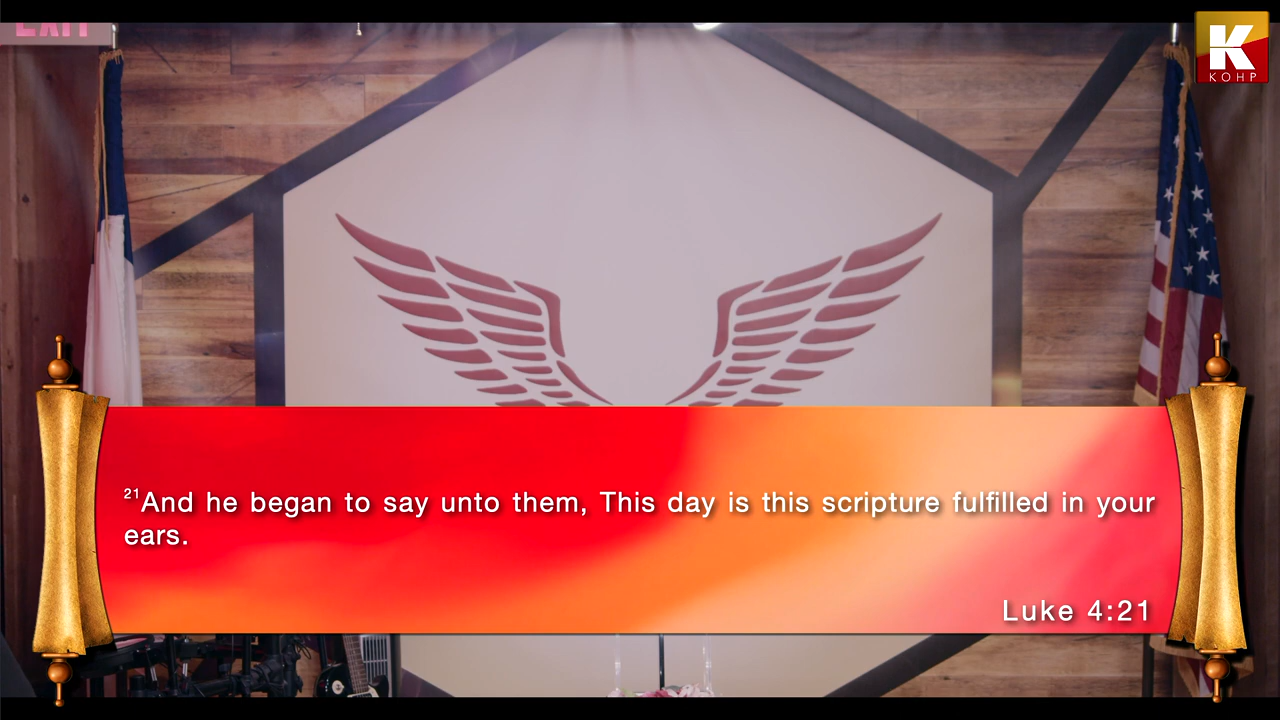 EXIT
K
KOHP
21And he began to say unto them, This day is this scripture fulfilled in your
ears.
Luke 4:21